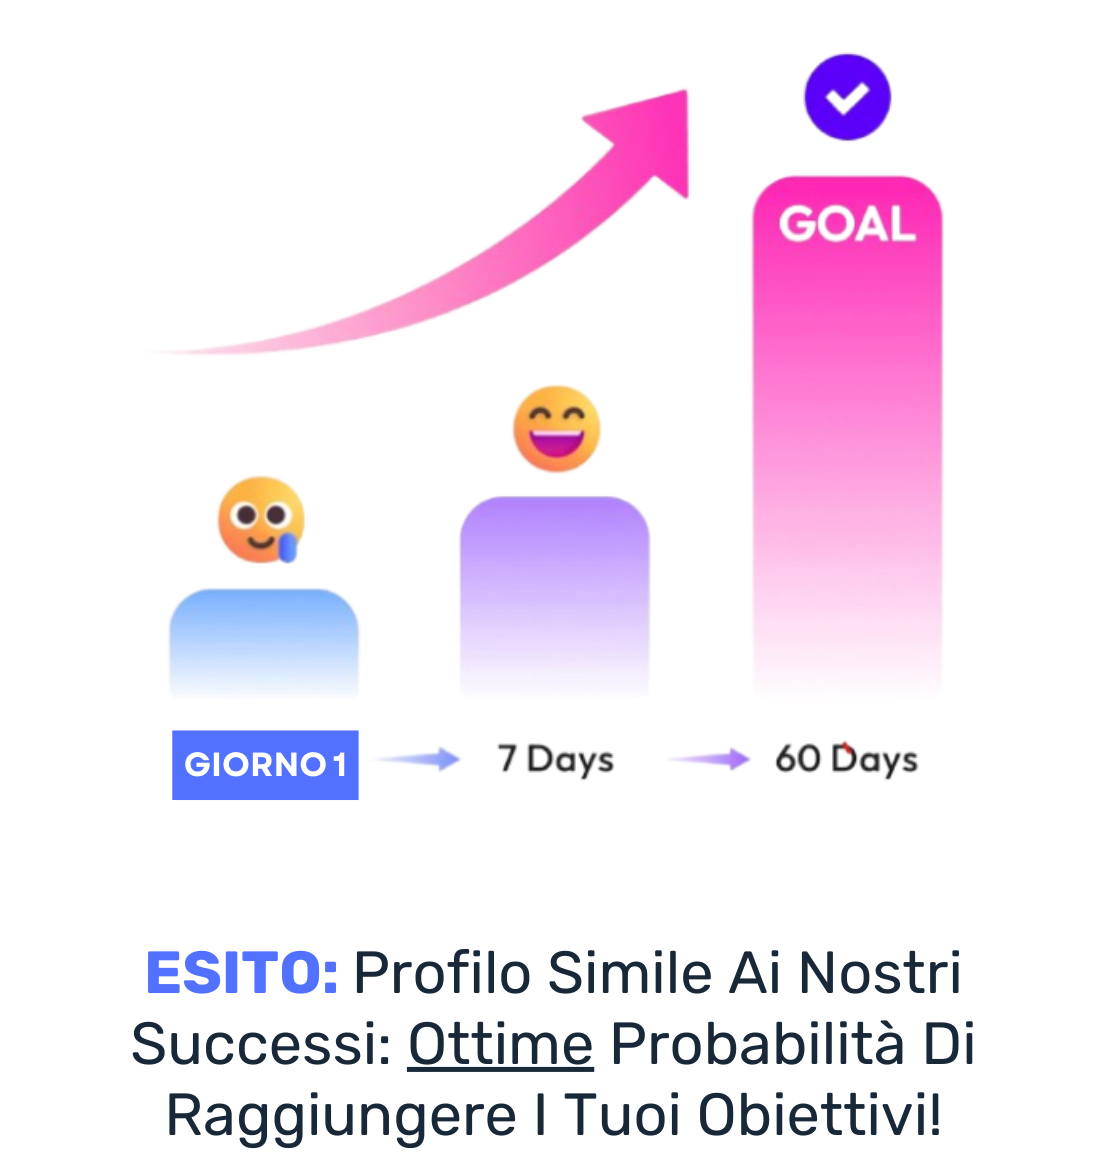 GOAL
GIORNO 1
7 Days
60 Days
ESITO: Profilo Simile Ai Nostri
Successi: Ottime Probabilità Di
Raggiungere I Tuoi Obiettivi!